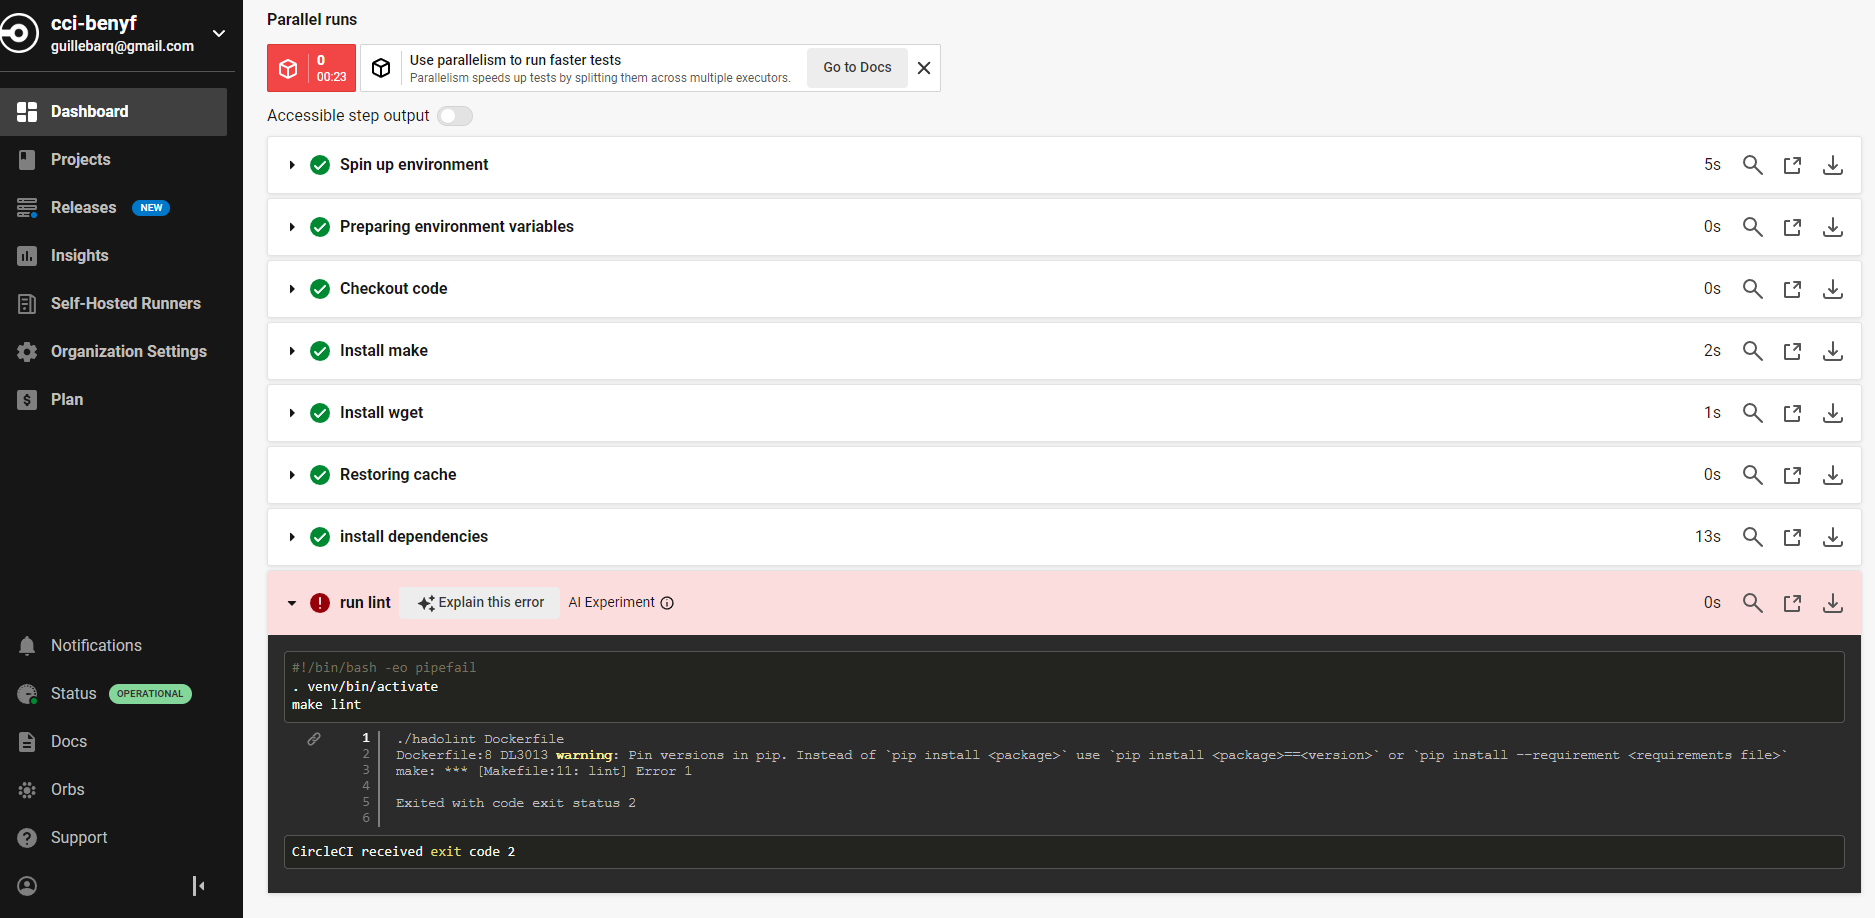 cci-benyf
guillebarq@gmail.com
Dashboard
Projects
Releases NEW
Insights
Self-Hosted Runners
Organization Settings
Plan
Notifications
Status OPERATIONAL
Docs
Orbs
Support
Parallel runs
0
00:23
Use parallelism to run faster tests
Parallelism speeds up tests by splitting them across multiple executors.
Go to Docs
Accessible step output
Spin up environment 5s
Preparing environment variables 0s
Checkout code 0s
Install make 2s
Install wget 1s
Restoring cache 0s
install dependencies 13s
run lint Explain this error AI Experiment 0s
#!/bin/bash -eo pipefail
. venv/bin/activate
make lint
1 ./hadolint Dockerfile
2 Dockerfile:8 DL3013 warning: Pin versions in pip. Instead of `pip install <package>` use `pip install <package>==<version>` or `pip install --requirement <requirements file>`
3 make: *** [Makefile:11: lint] Error 1
4
5 Exited with code exit status 2
6
CircleCI received exit code 2